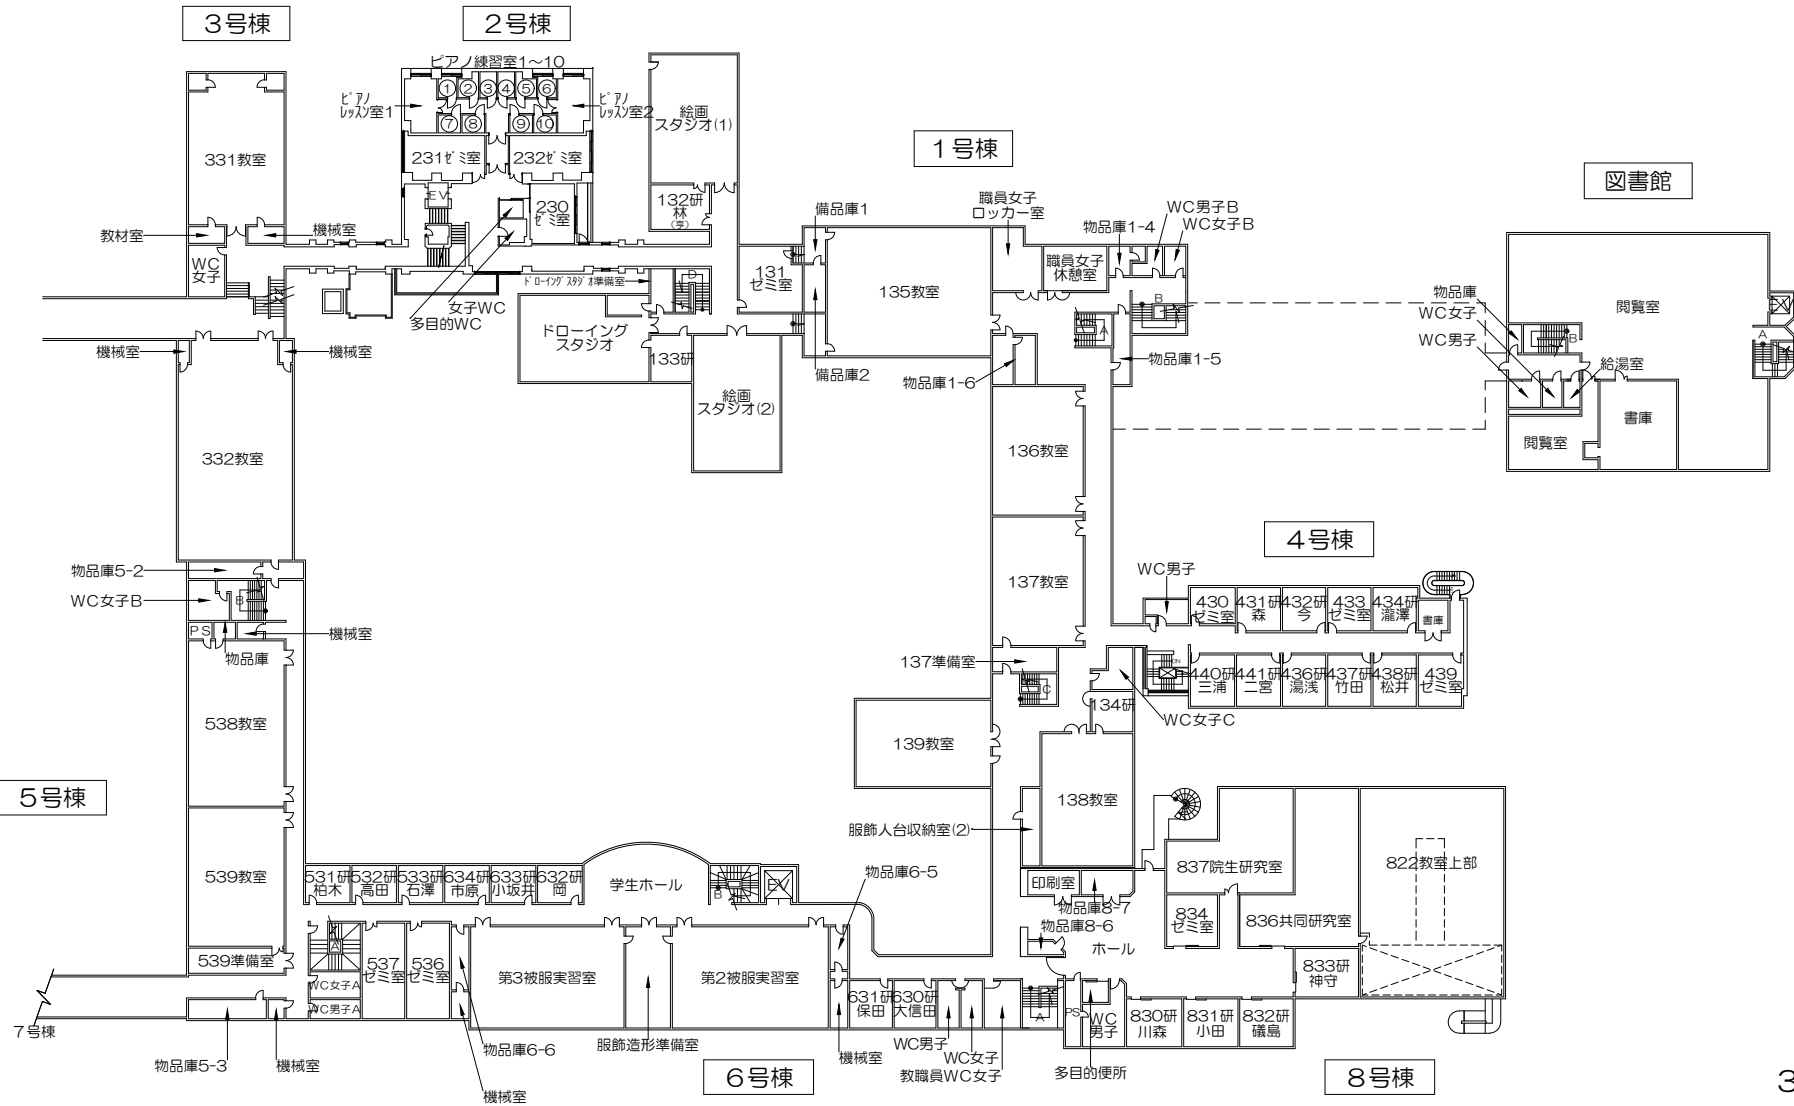 3号棟
2号棟
ピアノ練習室1〜10
ピアノ
レッスン室1
①
②
③
④
⑤
⑥
⑦
⑧
⑨
⑩
ピアノ
レッスン室2
231ゼミ室
232ゼミ室
EV
230
ゼミ室
女子WC
多目的WC
331教室
教材室
機械室
WC
女子
機械室
機械室
332教室
絵画
スタジオ(1)
132研
林
(亨)
ドローイングスタジオ準備室
D
ドローイング
スタジオ
133研
絵画
スタジオ(2)
131
ゼミ室
1号棟
備品庫1
備品庫2
135教室
職員女子
ロッカー室
職員女子
休憩室
物品庫1-4
WC男子B
WC女子B
B
A
物品庫1-5
物品庫1-6
136教室
137教室
137準備室
C
134研
WC女子C
139教室
138教室
服飾人台収納室(2)
図書館
閲覧室
物品庫
WC女子
WC男子
B
A
給湯室
書庫
閲覧室
4号棟
WC男子
430
ゼミ室
431研
森
432研
今
433
ゼミ室
434研
瀧澤
書庫
440研
三浦
441研
二宮
436研
湯浅
437研
竹田
438研
松井
439
ゼミ室
5号棟
物品庫5-2
WC女子B
B
PS
物品庫
機械室
538教室
539教室
539準備室
7号棟
物品庫5-3
機械室
531研
柏木
532研
高田
533研
石澤
634研
市原
633研
小坂井
632研
岡
学生ホール
B
EV
A
WC女子A
WC男子A
537
ゼミ室
536
ゼミ室
物品庫6-6
機械室
第3被服実習室
服飾造形準備室
第2被服実習室
物品庫6-5
機械室
631研
保田
630研
大信田
WC男子
WC女子
教職員WC女子
A
6号棟
印刷室
物品庫8-7
物品庫8-6
ホール
PS
WC
男子
多目的便所
837院生研究室
834
ゼミ室
836共同研究室
822教室上部
833研
神守
830研
川森
831研
小田
832研
礒島
8号棟
3